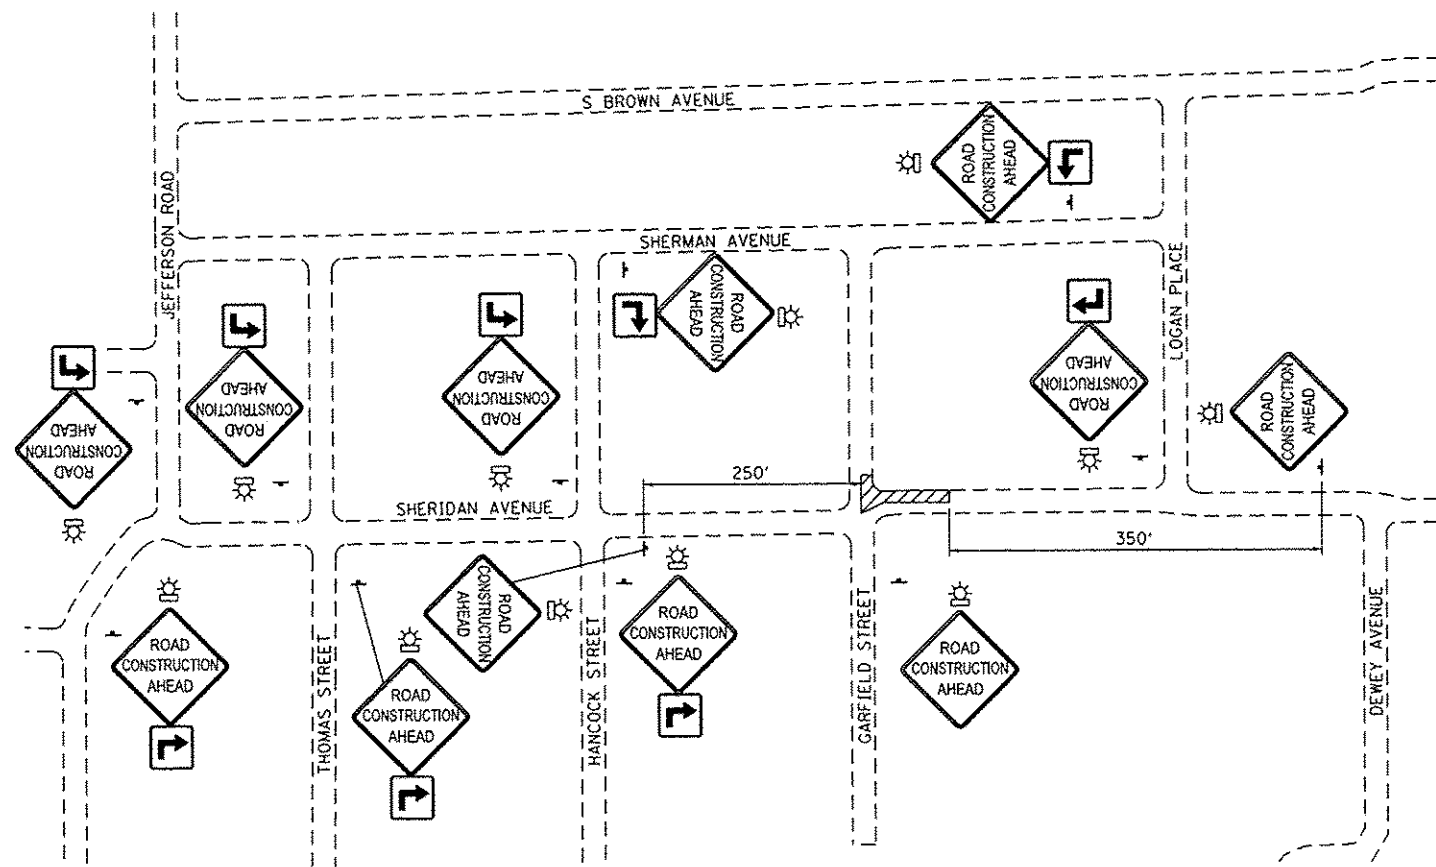 S BROWN AVENUE
ROAD
CONSTRUCTION
AHEAD
JEFFERSON ROAD
SHERMAN AVENUE
LOGAN PLACE
ROAD
CONSTRUCTION
AHEAD
ROAD
CONSTRUCTION
AHEAD
ROAD
CONSTRUCTION
AHEAD
ROAD
CONSTRUCTION
AHEAD
ROAD
CONSTRUCTION
AHEAD
ROAD
CONSTRUCTION
AHEAD
250'
SHERIDAN AVENUE
350'
ROAD
CONSTRUCTION
AHEAD
ROAD
CONSTRUCTION
AHEAD
ROAD
CONSTRUCTION
AHEAD
ROAD
CONSTRUCTION
AHEAD
ROAD
CONSTRUCTION
AHEAD
THOMAS STREET
HANCOCK STREET
GARFIELD STREET
DEWEY AVENUE